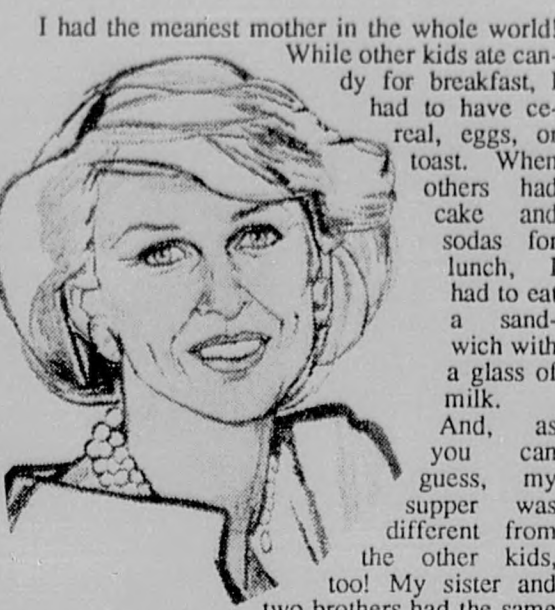 I had the meanest mother in the whole world!
While other kids ate can-
dy for breakfast, I
had to have ce-
real, eggs, or
toast. When
others had
cake and
sodas for
lunch, I
had to eat
a sand-
wich with
a glass of
milk.
And, as
you can
guess, my
supper was
different from
the other kids,
too! My sister and
two brothers had the same